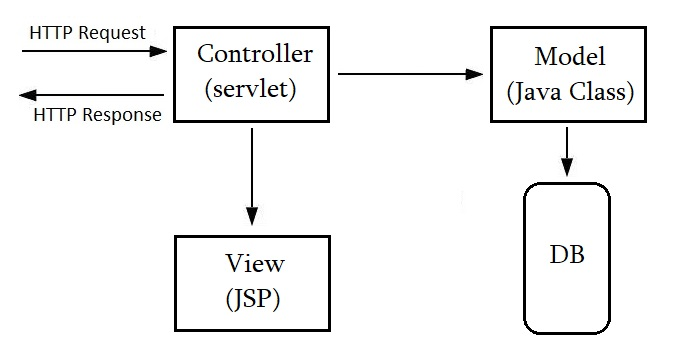 HTTP Request
Controller
(servlet)
Model
(Java Class)
HTTP Response
View
(JSP)
DB